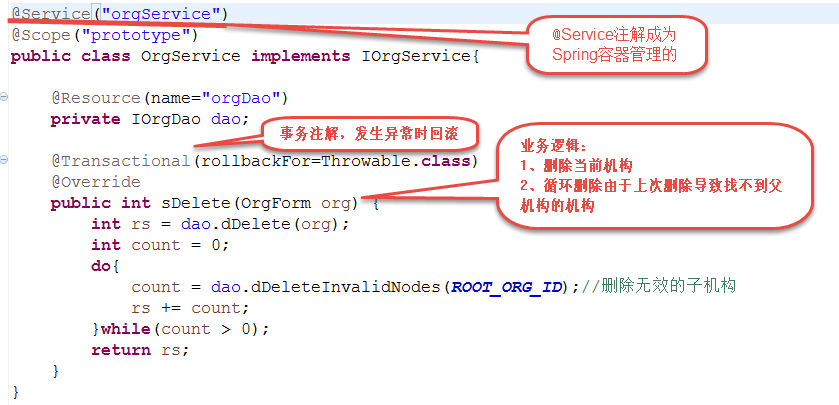 @Service("orgService")
@Scope("prototype")
public class OrgService implements IOrgService{
@Service注解成为
Spring容器管理的
@Resource(name="orgDao")
private IOrgDao dao;
事务注解，发生异常时回滚
@Transactional(rollbackFor=Throwable.class)
@Override
public int sDelete(OrgForm org) {
业务逻辑：
1、删除当前机构
2、循环删除由于上次删除导致找不到父
机构的机构
int rs = dao.dDelete(org);
int count = 0;
do{
count = dao.dDeleteInvalidNodes(ROOT_ORG_ID);//删除无效的子机构
rs += count;
}while(count > 0);
return rs;
}
}